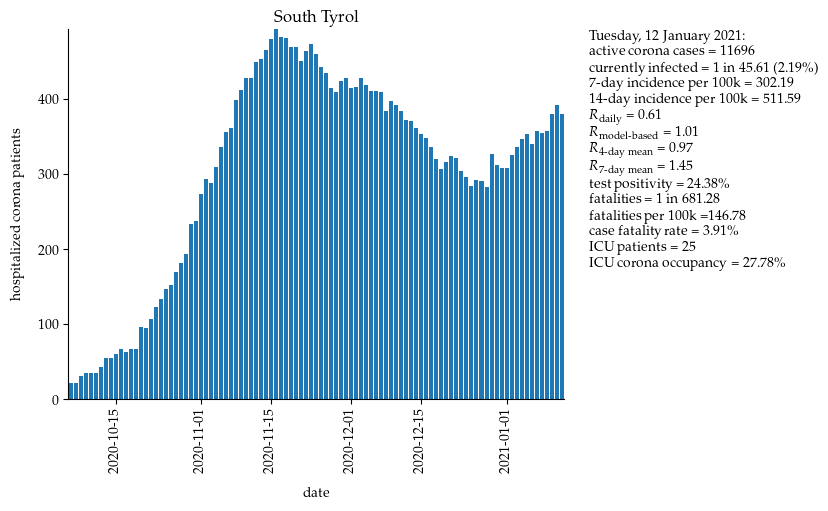 South Tyrol
hospitalized corona patients
400
300
200
100
0
2020-10-15
2020-11-01
2020-11-15
2020-12-01
2020-12-15
2021-01-01
date
Tuesday, 12 January 2021:
active corona cases = 11696
currently infected = 1 in 45.61 (2.19%)
7-day incidence per 100k = 302.19
14-day incidence per 100k = 511.59
R daily = 0.61
R model-based = 1.01
R 4-day mean = 0.97
R 7-day mean = 1.45
test positivity = 24.38%
fatalities = 1 in 681.28
fatalities per 100k =146.78
case fatality rate = 3.91%
ICU patients = 25
ICU corona occupancy = 27.78%